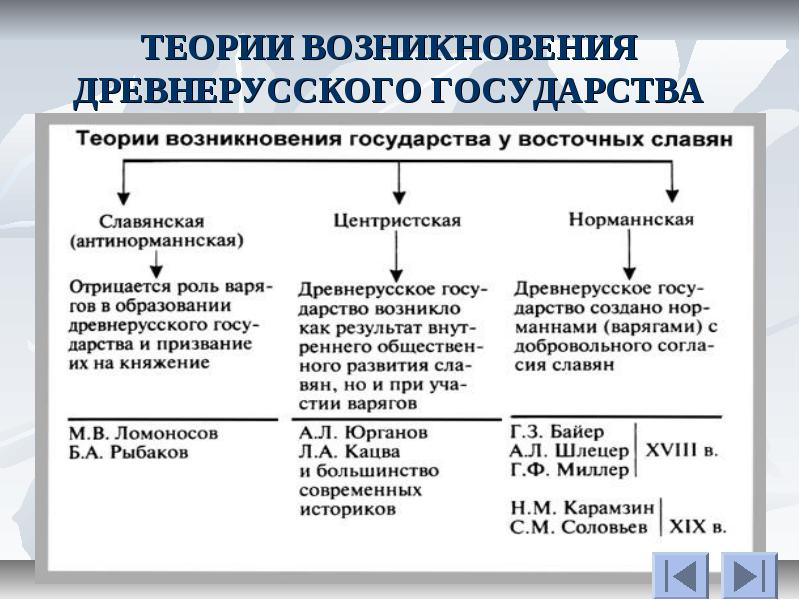 ТЕОРИИ ВОЗНИКНОВЕНИЯ
ДРЕВНЕРУССКОГО ГОСУДАРСТВА
Теории возникновения государства у восточных славян
Славянская
(антинорманнская)
Отрицается роль варя-
гов в образовании
древнерусского госу-
дарства и призвание
их на княжение
М.В. Ломоносов
Б.А. Рыбаков
Центристская
Древнерусское госу-
дарство возникло
как результат внут-
реннего обществен-
ного развития сла-
вян, но и при уча-
стии варягов
А.Л. Юрганов
Л.А. Кацва
и большинство
современных
историков
Норманнская
Древнерусское госу-
дарство создано нор-
маннами (варягами) с
добровольного согла-
сия славян
Г.З. Байер
А.Л. Шлецер XVIII в.
Г.Ф. Миллер
Н.М. Карамзин
С.М. Соловьев XIX в.